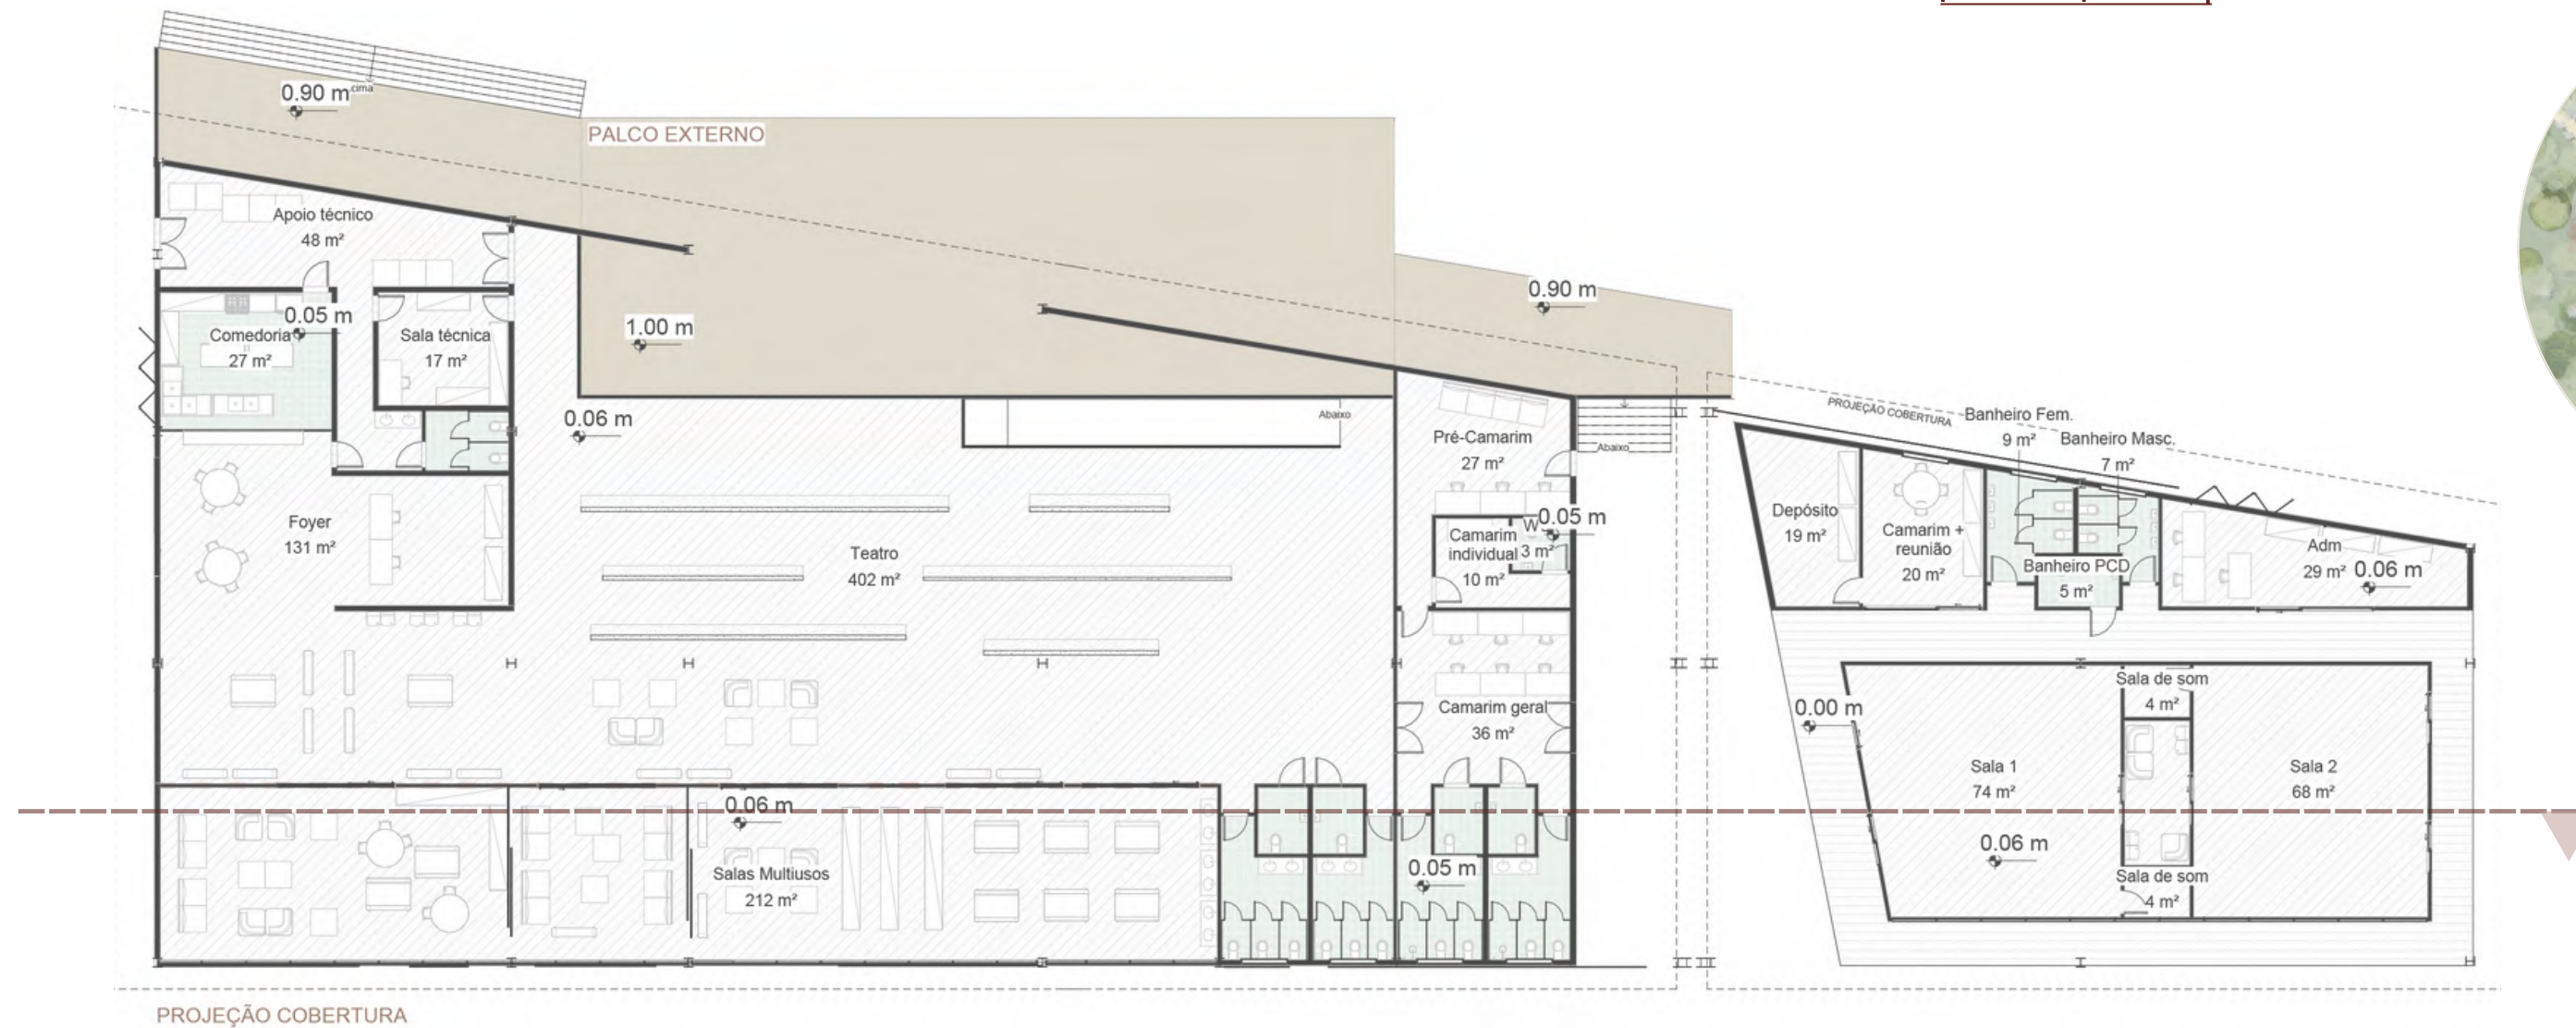 0.90 m
cima
PALCO EXTERNO
Apoio técnico
48 m²
0.90 m
0.05 m
Comedoria
27 m²
Sala técnica
17 m²
1.00 m
0.06 m
Abaixo
Abaixo
Pré-Camarim
27 m²
PROJEÇÃO COBERTURA
Banheiro Fem.
9 m²
Banheiro Masc.
7 m²
Foyer
131 m²
Teatro
402 m²
W
0.05 m
3 m²
Camarim
individual
10 m²
Depósito
19 m²
Camarim +
reunião
20 m²
Banheiro PCD
5 m²
Adm
29 m²
0.06 m
Camarim geral
36 m²
0.00 m
Sala de som
4 m²
Sala 1
74 m²
Sala 2
68 m²
0.06 m
0.06 m
Salas Multiusos
212 m²
0.05 m
Sala de som
4 m²
PROJEÇÃO COBERTURA